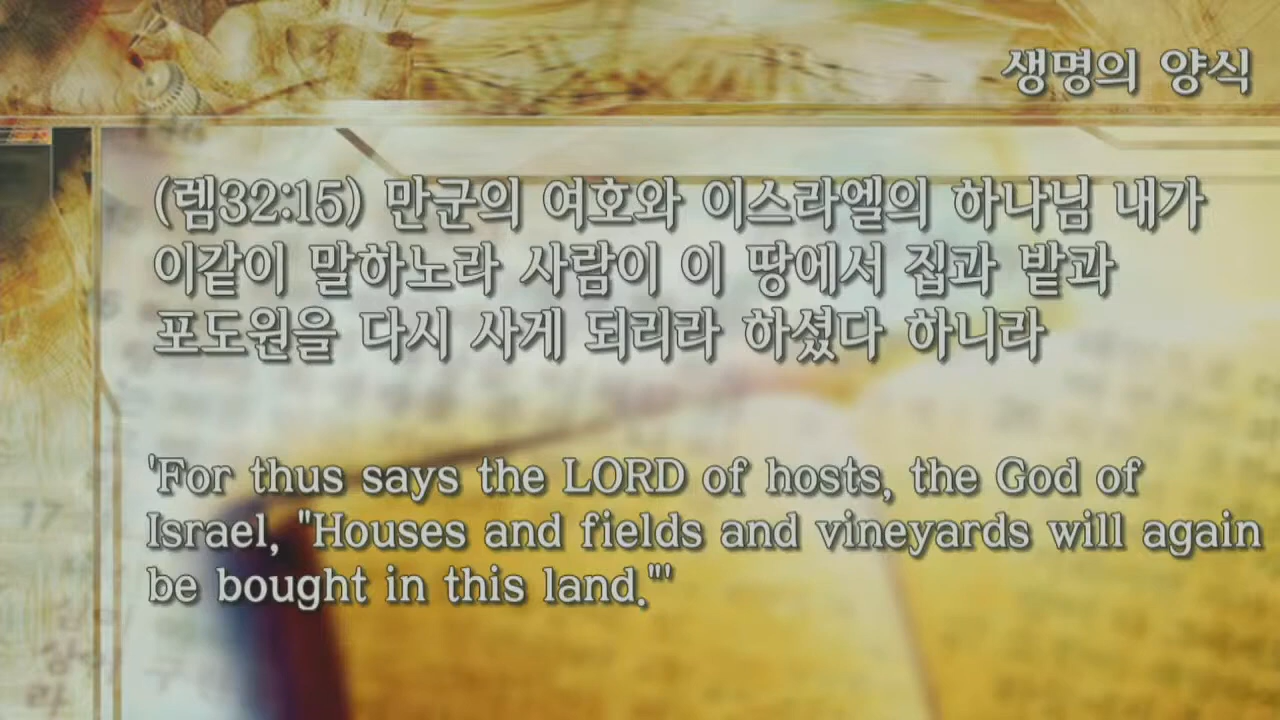 생명의 양식
(렘32:15) 만군의 여호와 이스라엘의 하나님 내가
이같이 말하노라 사람이 이 땅에서 집과 밭과
포도원을 다시 사게 되리라 하셨다 하니라
'For thus says the LORD of hosts, the God of
Israel, "Houses and fields and vineyards will again
be bought in this land."'
17